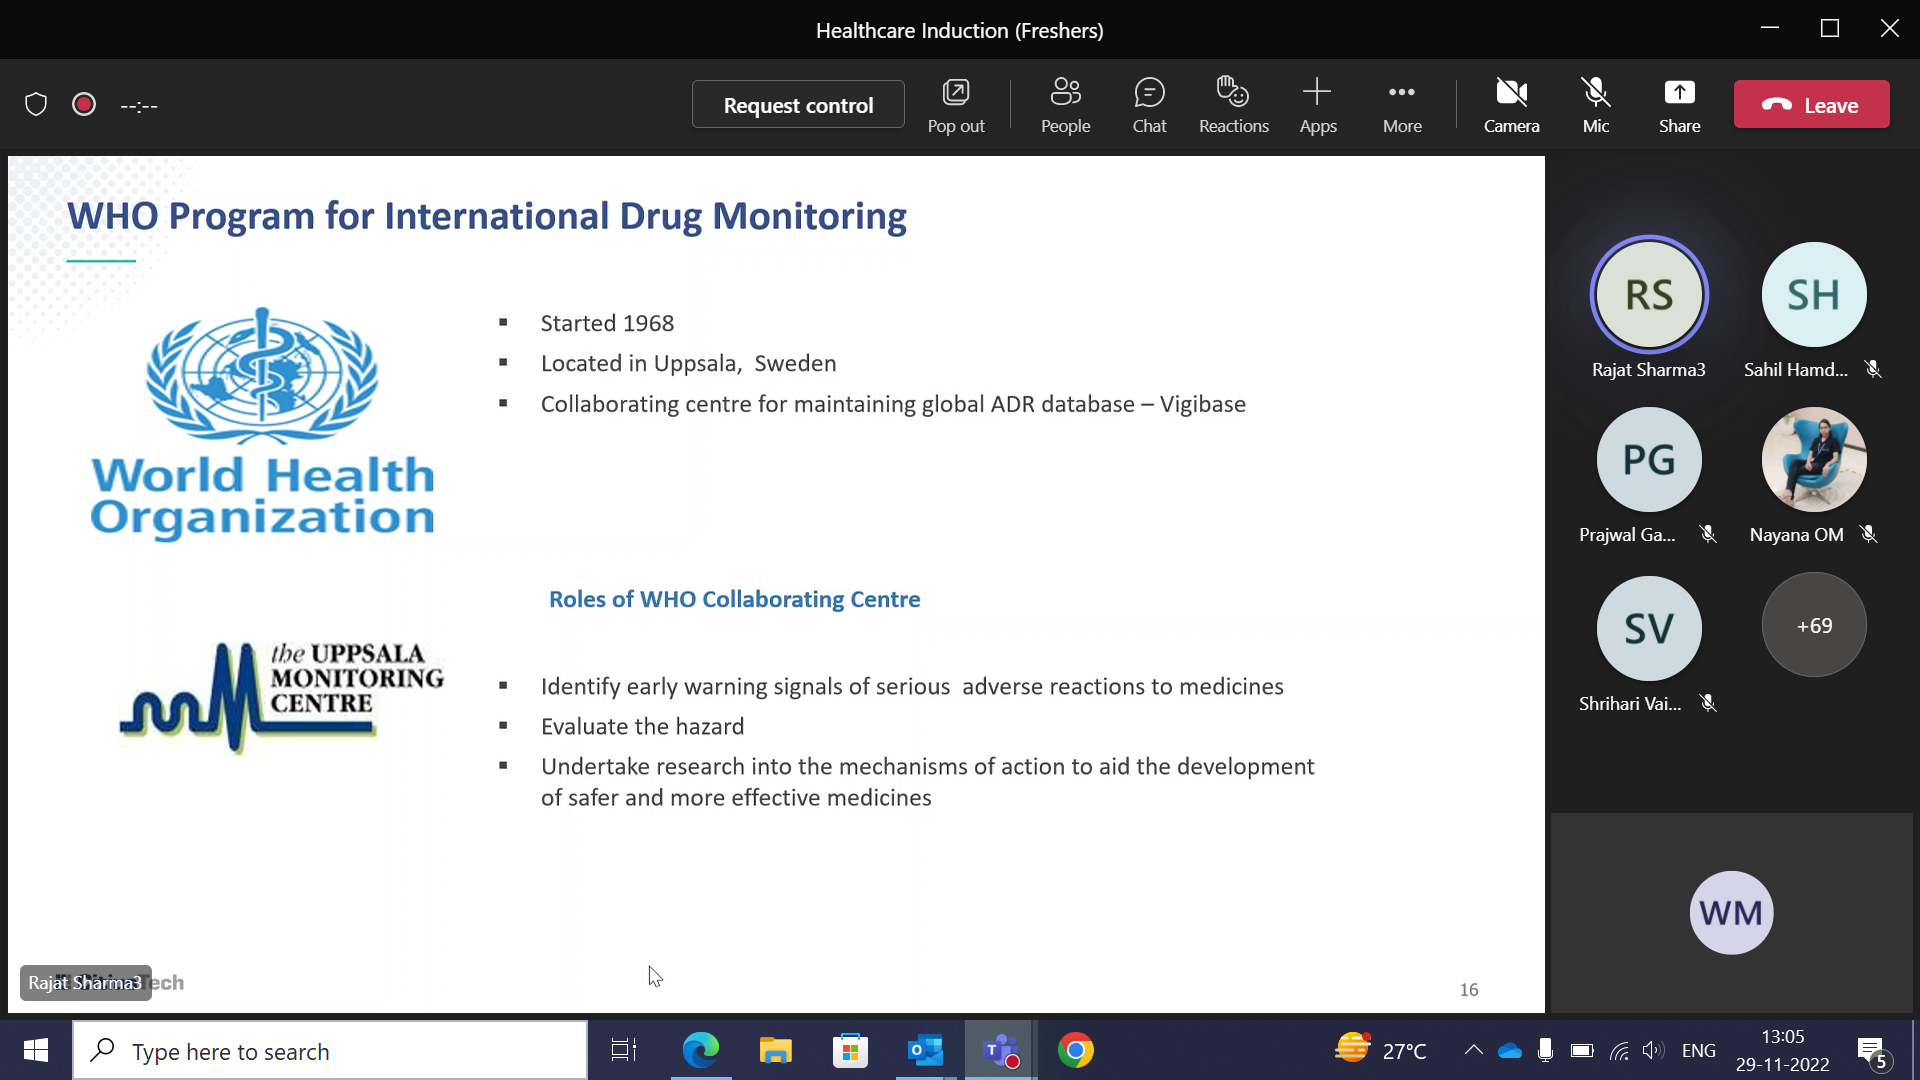 Healthcare Induction (Freshers)
--:--
Request control
Pop out
People
Chat
Reactions
Apps
More
Camera
Mic
Share
Leave
WHO Program for International Drug Monitoring
World Health
Organization
▪ Started 1968
▪ Located in Uppsala,  Sweden
▪ Collaborating centre for maintaining global ADR database – Vigibase
Roles of WHO Collaborating Centre
the UPPSALA
MONITORING
CENTRE
▪ Identify early warning signals of serious  adverse reactions to medicines
▪ Evaluate the hazard
▪ Undertake research into the mechanisms of action to aid the development
of safer and more effective medicines
Rajat Sharma3
Tech
16
RS
Rajat Sharma3
SH
Sahil Hamd...
PG
Prajwal Ga...
Nayana OM
SV
Shrihari Vai...
+69
WM
Type here to search
27°C
ENG
13:05
29-11-2022
5